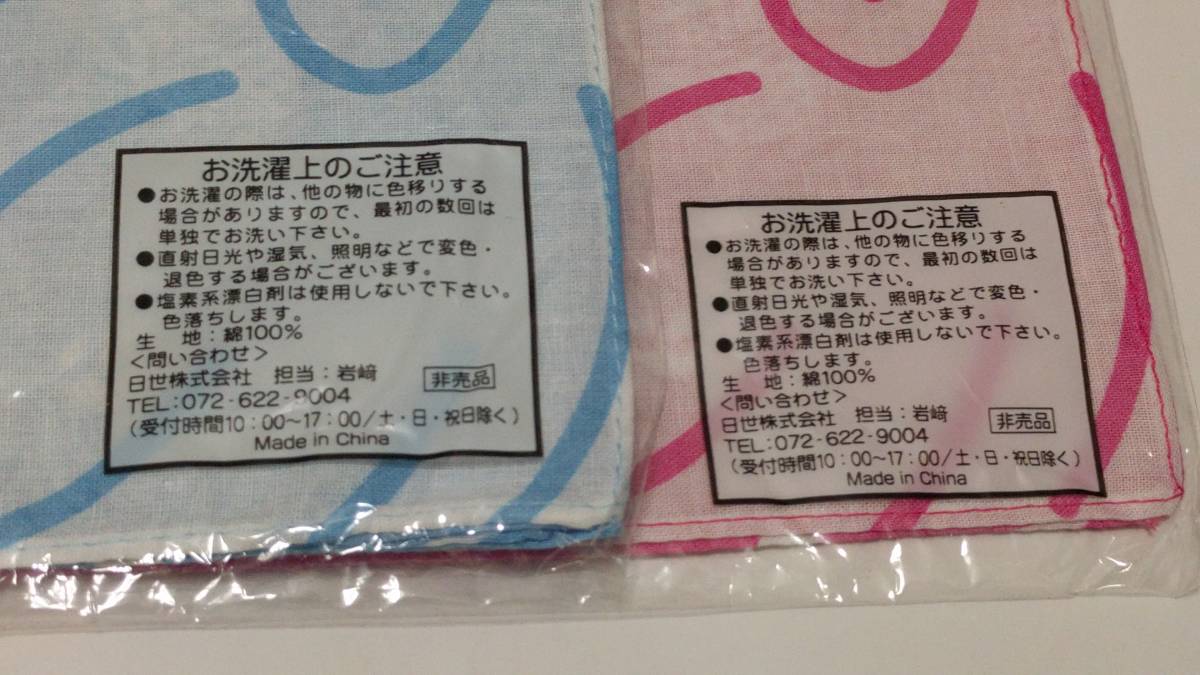 お洗濯上のご注意
●お洗濯の際は、他の物に色移りする
場合がありますので、最初の数回は
単独でお洗い下さい。
●直射日光や湿気、照明などで変色・
退色する場合がございます。
●塩素系漂白剤は使用しないで下さい。
色落ちします。
生　地：綿100%
<問い合わせ>
日世株式会社　担当：岩﨑　非売品
TEL:072-622-9004
(受付時間10：00〜17：00/土・日・祝日除く)
Made in China
お洗濯上のご注意
●お洗濯の際は、他の物に色移りする
場合がありますので、最初の数回は
単独でお洗い下さい。
●直射日光や湿気、照明などで変色・
退色する場合がございます。
●塩素系漂白剤は使用しないで下さい。
色落ちします。
生　地：綿100%
<問い合わせ>
日世株式会社　担当：岩﨑　非売品
TEL:072-622-9004
(受付時間10：00〜17：00/土・日・祝日除く)
Made in China